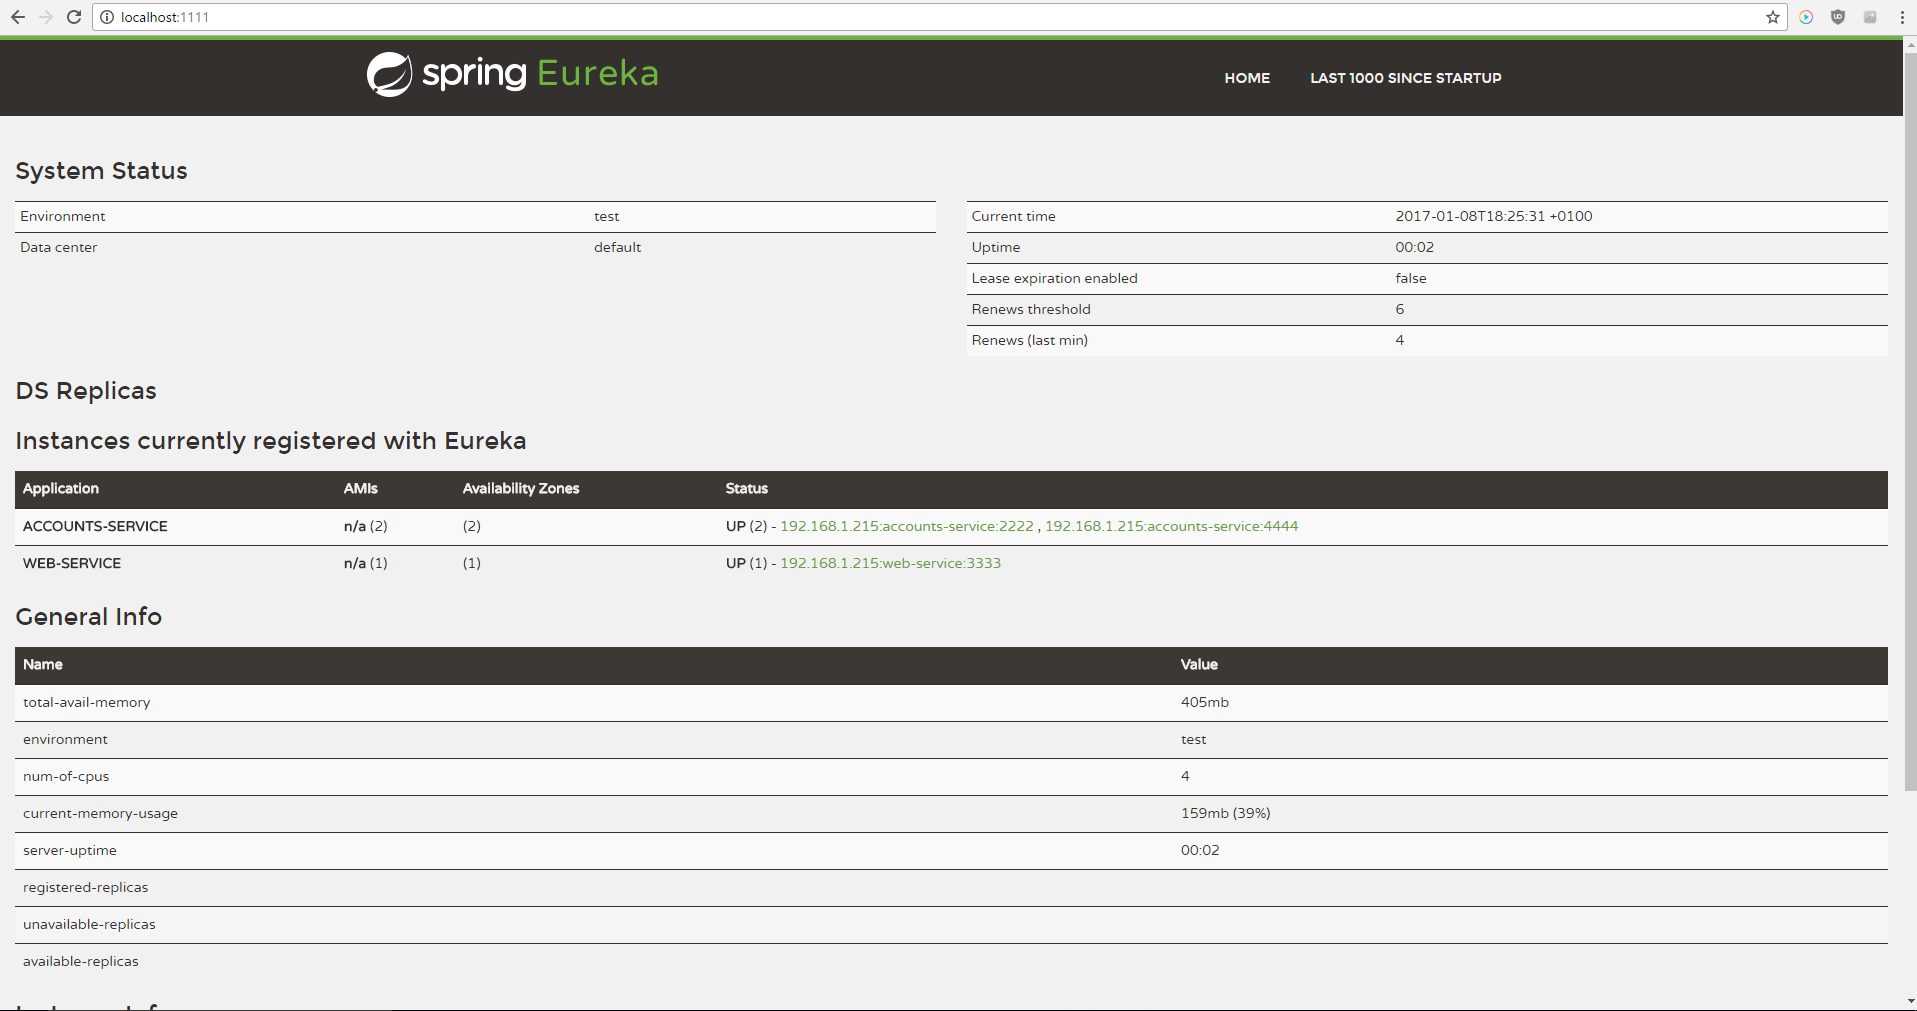 localhost:1111
spring Eureka
HOME LAST 1000 SINCE STARTUP
System Status
Environment test
Data center default
Current time 2017-01-08T18:25:31 +0100
Uptime 00:02
Lease expiration enabled false
Renews threshold 6
Renews (last min) 4
DS Replicas
Instances currently registered with Eureka
Application AMIs Availability Zones Status
ACCOUNTS-SERVICE n/a (2) (2) UP (2) - 192.168.1.215:accounts-service:2222 , 192.168.1.215:accounts-service:4444
WEB-SERVICE n/a (1) (1) UP (1) - 192.168.1.215:web-service:3333
General Info
Name Value
total-avail-memory 405mb
environment test
num-of-cpus 4
current-memory-usage 159mb (39%)
server-uptime 00:02
registered-replicas
unavailable-replicas
available-replicas